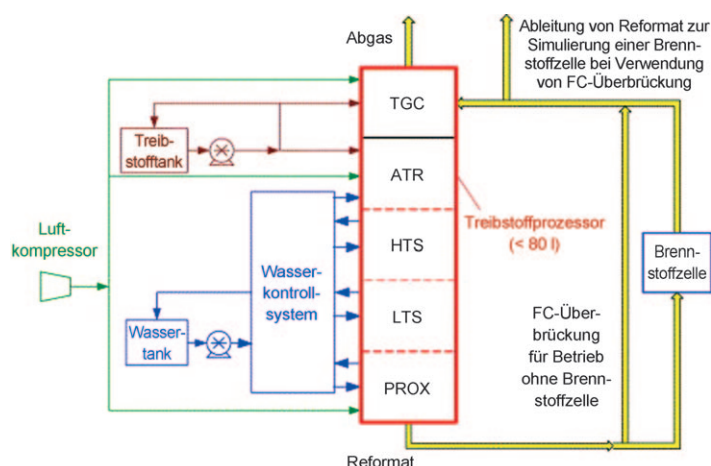 Abgas
Ableitung von Reformat zur
Simulierung einer Brenn-
stoffzelle bei Verwendung
von FC-Überbrückung
TGC
Treib-
stofftank
ATR
Treibstoffprozessor
(< 80 l)
Luft-
kompressor
HTS
Brenn-
stoffzelle
Wasser-
kontroll-
system
Wasser-
tank
LTS
FC-Über-
brückung
für Betrieb
ohne Brenn-
stoffzelle
PROX
Reformat